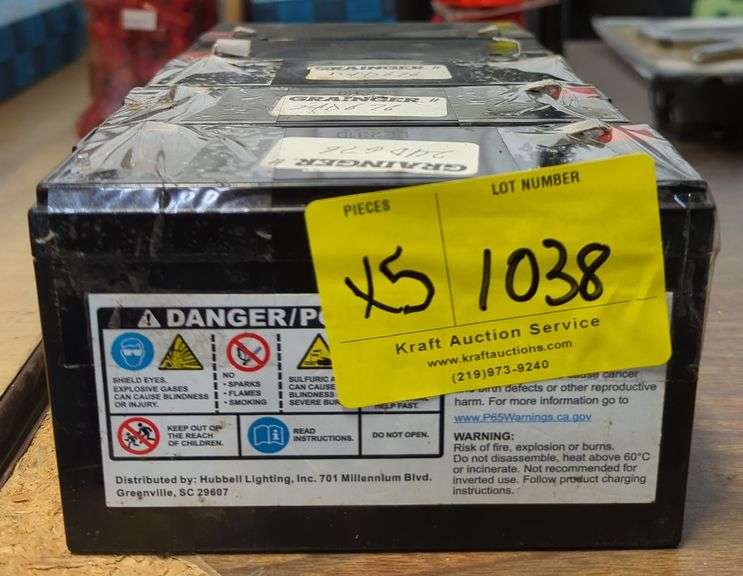 GRAINGER
GRAINGER
GRAINGER
PIECES
LOT NUMBER
X5
1038
Kraft Auction Service
www.kraftauctions.com
(219)973-9240
DANGER/
SHIELD EYES.
EXPLOSIVE GASES
CAN CAUSE BLINDNESS
OR INJURY.
NO
• SPARKS
• FLAMES
• SMOKING
CAN CAUSE
BLINDNESS
SEVERE
HELP FAST.
KEEP OUT OF
THE REACH
OF CHILDREN.
READ
INSTRUCTIONS.
DO NOT OPEN.
Distributed by: Hubbell Lighting, Inc. 701 Millennium Blvd.
Greenville, SC 29607
cause cancer
and birth defects or other reproductive
harm. For more information go to
www.P65Warnings.ca.gov
WARNING:
Risk of fire, explosion or burns.
Do not disassemble, heat above 60°C
or incinerate. Not recommended for
inverted use. Follow product charging
instructions.